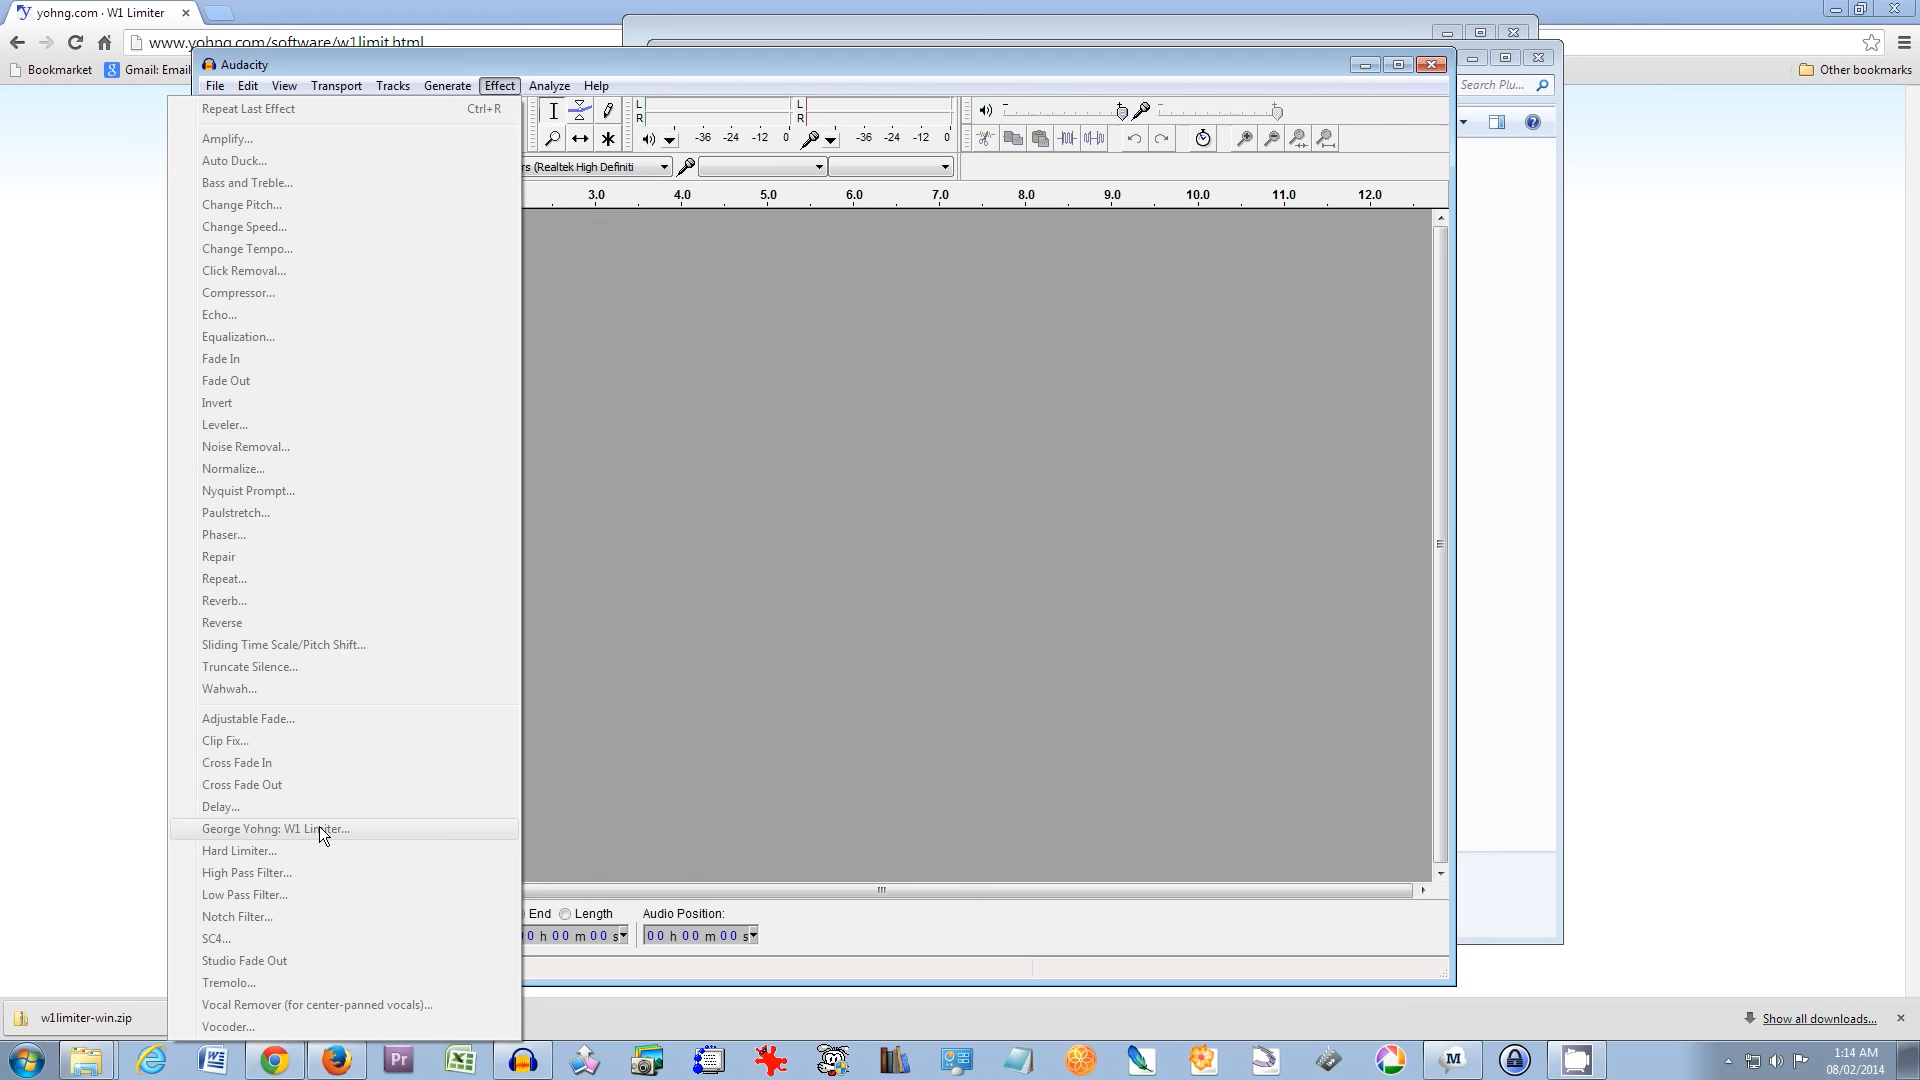 yohng.com · W1 Limiter
www.yohng.com/software/w1limit.html
Bookmarket
Gmail: Email
Other bookmarks
Audacity
Search Plu...
File Edit View Transport Tracks Generate Effect Analyze Help
Repeat Last Effect Ctrl+R
Amplify...
Auto Duck...
Bass and Treble...
Change Pitch...
Change Speed...
Change Tempo...
Click Removal...
Compressor...
Echo...
Equalization...
Fade In
Fade Out
Invert
Leveler...
Noise Removal...
Normalize...
Nyquist Prompt...
Paulstretch...
Phaser...
Repair
Repeat...
Reverb...
Reverse
Sliding Time Scale/Pitch Shift...
Truncate Silence...
Wahwah...
Adjustable Fade...
Clip Fix...
Cross Fade In
Cross Fade Out
Delay...
George Yohng: W1 Limiter...
Hard Limiter...
High Pass Filter...
Low Pass Filter...
Notch Filter...
SC4...
Studio Fade Out
Tremolo...
Vocal Remover (for center-panned vocals)...
Vocoder...
L L
R R
-36 -24 -12 0 -36 -24 -12 0
rs (Realtek High Definiti
3.0 4.0 5.0 6.0 7.0 8.0 9.0 10.0 11.0 12.0
End Length Audio Position:
0 h 00 m 00 s 00 h 00 m 00 s
w1limiter-win.zip
Show all downloads...
Pr
M
1:14 AM
08/02/2014